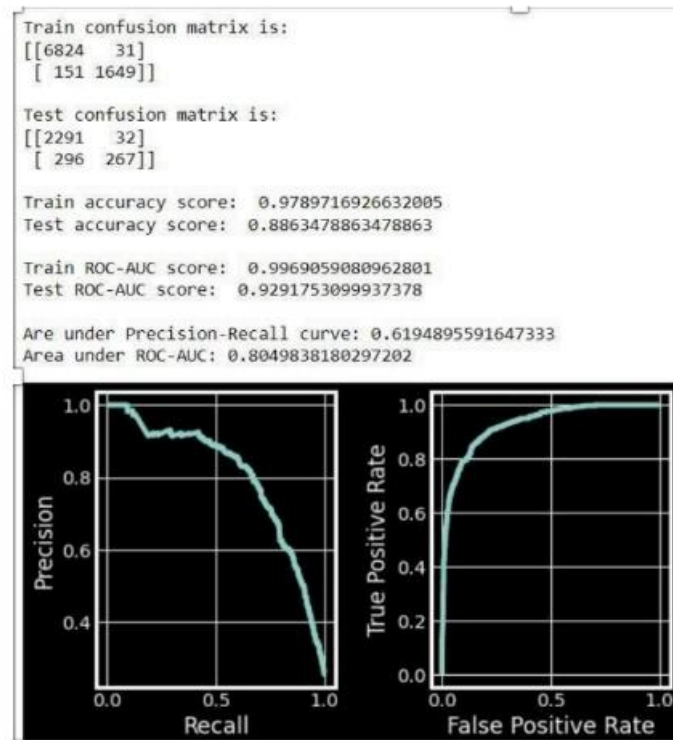 Train confusion matrix is:
[[6824   31]
 [ 151 1649]]
Test confusion matrix is:
[[2291   32]
 [ 296  267]]
Train accuracy score:  0.9789716926632005
Test accuracy score:  0.8863478863478863
Train ROC-AUC score:  0.9969059080962801
Test ROC-AUC score:  0.9291753099937378
Are under Precision-Recall curve: 0.6194895591647333
Area under ROC-AUC: 0.8049838180297202
1.0
0.8
0.6
0.4
Precision
0.0 0.5 1.0
Recall
1.0
0.8
0.6
0.4
0.2
0.0
True Positive Rate
0.0 0.5 1.0
False Positive Rate